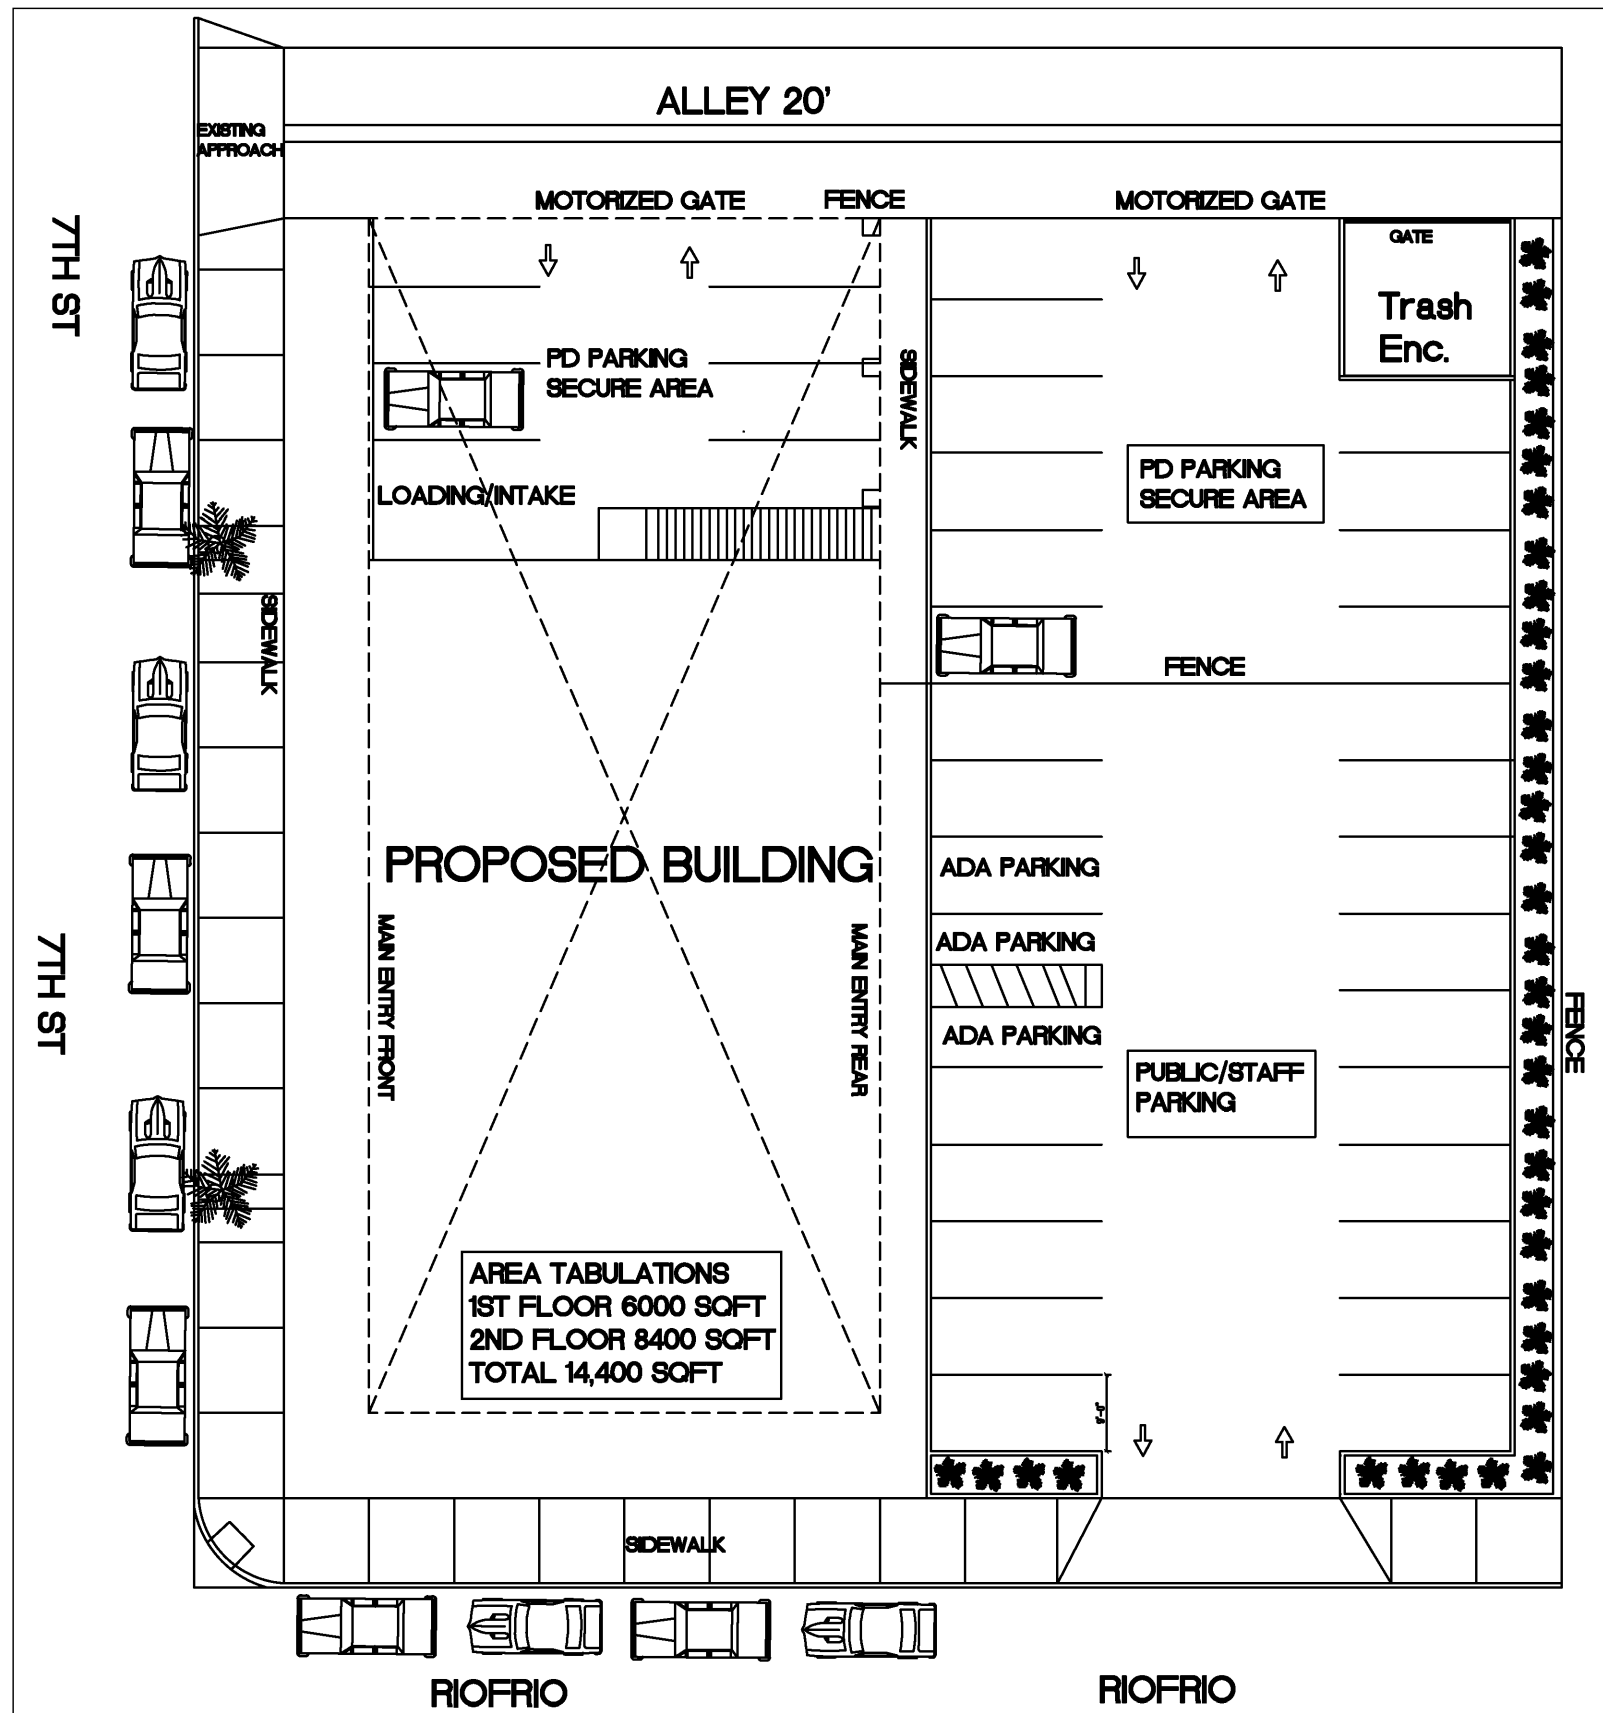 ALLEY 20'
EXISTING
APPROACH
MOTORIZED GATE
FENCE
MOTORIZED GATE
GATE
Trash
Enc.
7TH ST
PD PARKING
SECURE AREA
SIDEWALK
PD PARKING
SECURE AREA
LOADING/INTAKE
SIDEWALK
FENCE
PROPOSED BUILDING
ADA PARKING
ADA PARKING
ADA PARKING
MAIN ENTRY FRONT
MAIN ENTRY REAR
7TH ST
FENCE
PUBLIC/STAFF
PARKING
AREA TABULATIONS
1ST FLOOR 6000 SQFT
2ND FLOOR 8400 SQFT
TOTAL 14,400 SQFT
9'-0"
SIDEWALK
RIOFRIO
RIOFRIO